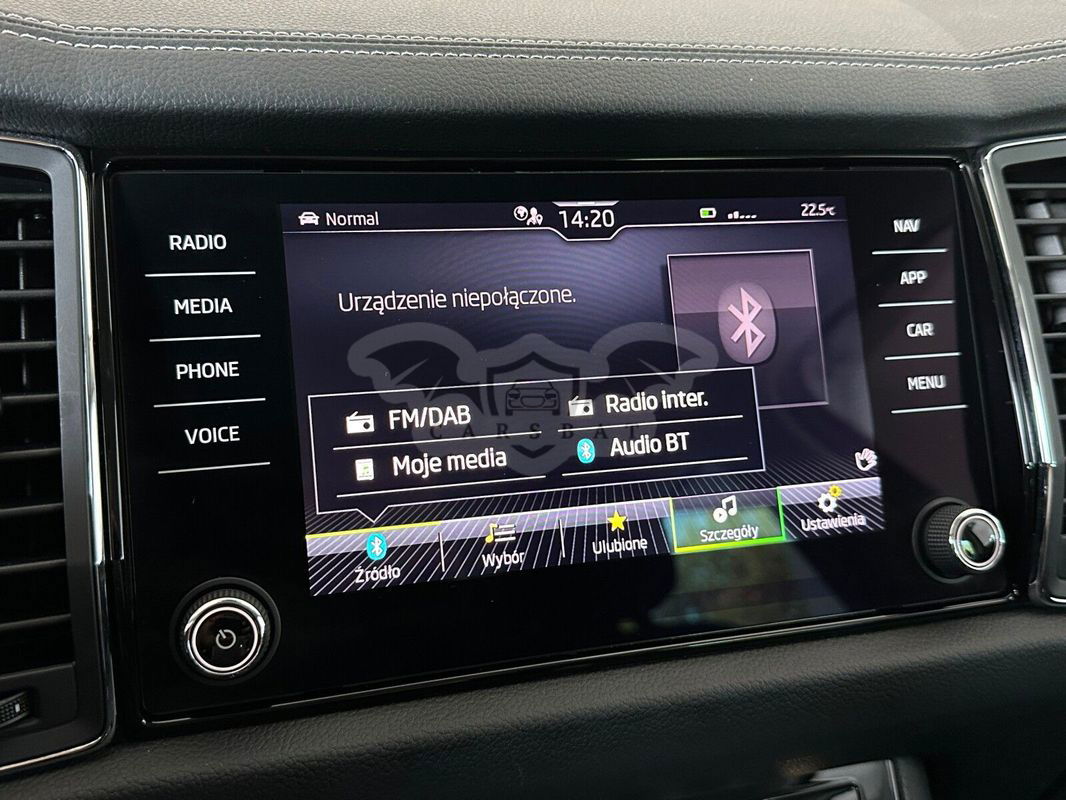 RADIO
MEDIA
PHONE
VOICE
Normal
14:20
22.5°C
Urządzenie niepołączone.
FM/DAB
Radio inter.
Moje media
Audio BT
CARSBAT
Źródło
Wybór
Ulubione
Szczegóły
Ustawienia
NAV
APP
CAR
MENU